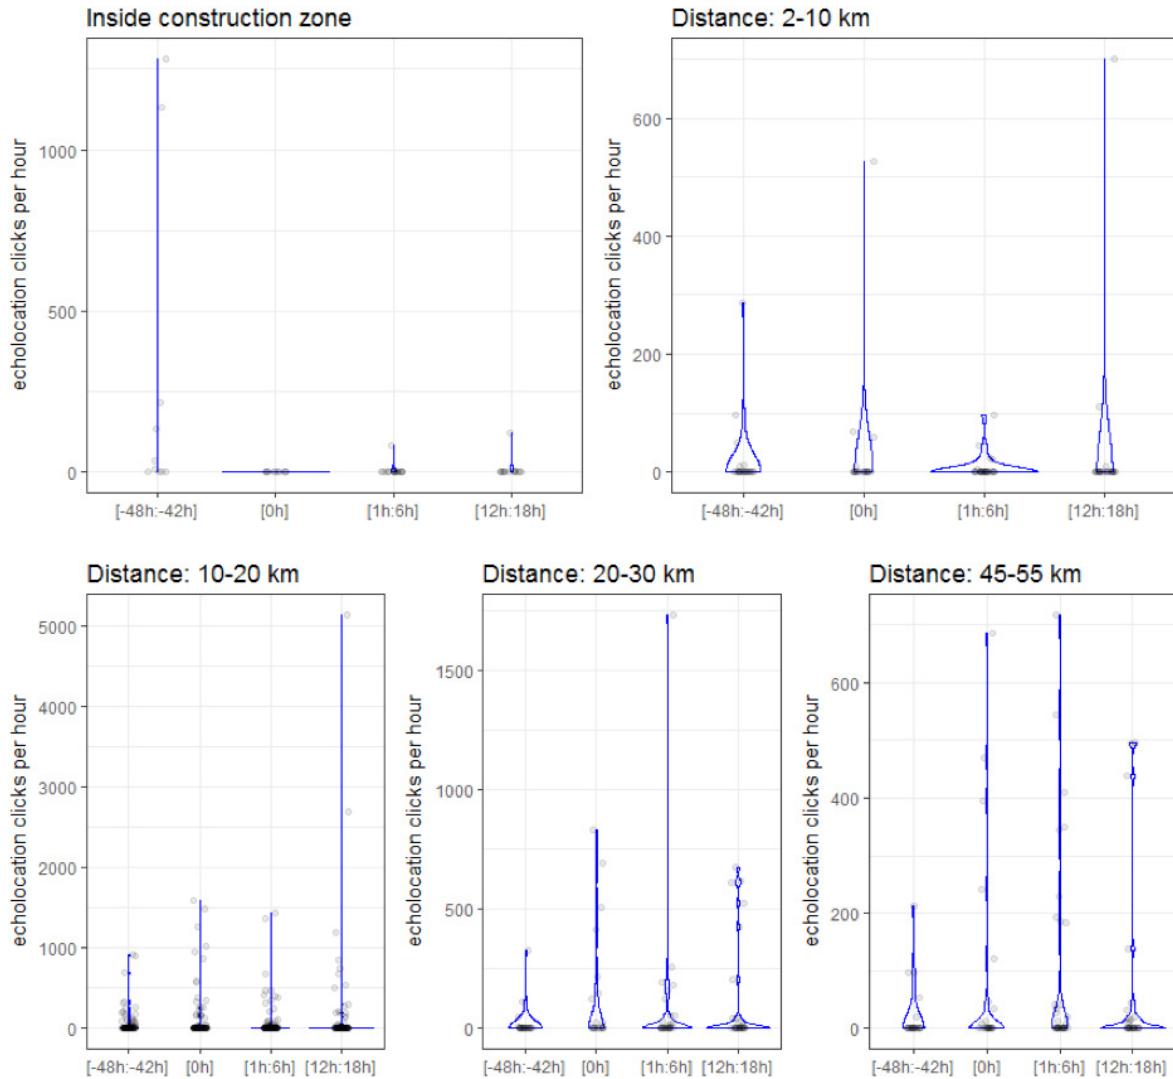 Inside construction zone
echolocation clicks per hour
1000
500
0
[-48h:-42h] [0h] [1h:6h] [12h:18h]
Distance: 2-10 km
echolocation clicks per hour
600
400
200
0
[-48h:-42h] [0h] [1h:6h] [12h:18h]
Distance: 10-20 km
echolocation clicks per hour
5000
4000
3000
2000
1000
0
[-48h:-42h] [0h] [1h:6h] [12h:18h]
Distance: 20-30 km
echolocation clicks per hour
1500
1000
500
0
[-48h:-42h] [0h] [1h:6h] [12h:18h]
Distance: 45-55 km
echolocation clicks per hour
600
400
200
0
[-48h:-42h] [0h] [1h:6h] [12h:18h]